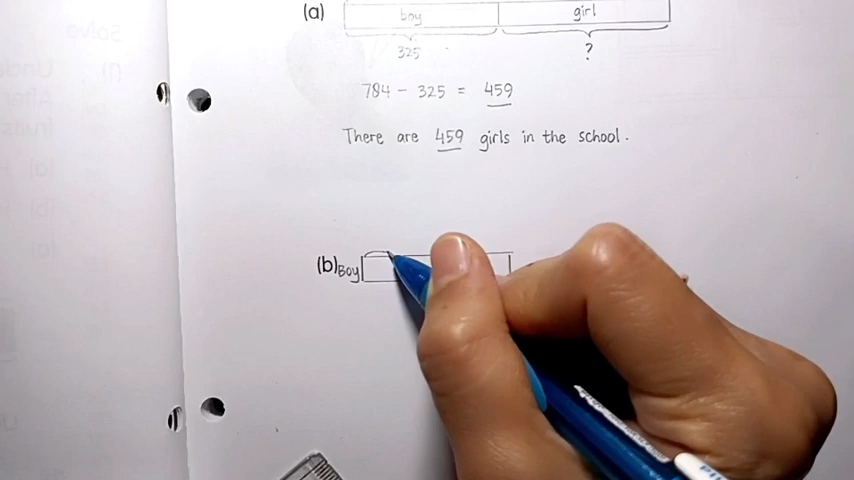 (a) boy girl
325 ?
784 - 325 = 459
There are 459 girls in the school.
(b) Boy